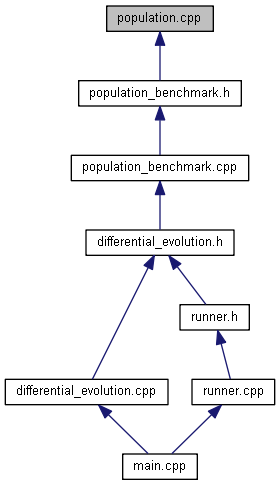 population.cpp
population_benchmark.h
population_benchmark.cpp
differential_evolution.h
runner.h
differential_evolution.cpp
runner.cpp
main.cpp